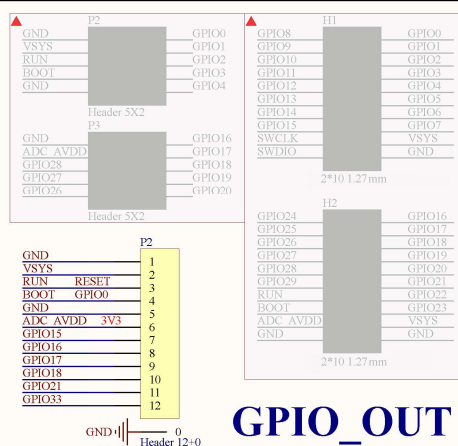 P2
GND GPIO0
VSYS GPIO1
RUN GPIO2
BOOT GPIO3
GND GPIO4
Header 5X2
P3
GND GPIO16
ADC AVDD GPIO17
GPIO28 GPIO18
GPIO27 GPIO19
GPIO26 GPIO20
Header 5X2
H1
GPIO8 GPIO0
GPIO9 GPIO1
GPIO10 GPIO2
GPIO11 GPIO3
GPIO12 GPIO4
GPIO13 GPIO5
GPIO14 GPIO6
GPIO15 GPIO7
SWCLK VSYS
SWDIO GND
2*10 1.27mm
H2
GPIO24 GPIO16
GPIO25 GPIO17
GPIO26 GPIO18
GPIO27 GPIO19
GPIO28 GPIO20
GPIO29 GPIO21
RUN GPIO22
BOOT GPIO23
ADC AVDD VSYS
GND GND
2*10 1.27mm
P2
GND 1
VSYS 2
RUN RESET 3
BOOT GPIO0 4
GND 5
ADC AVDD 3V3 6
GPIO15 7
GPIO16 8
GPIO17 9
GPIO18 10
GPIO21 11
GPIO33 12
GND 0
Header 12+0
GPIO_OUT